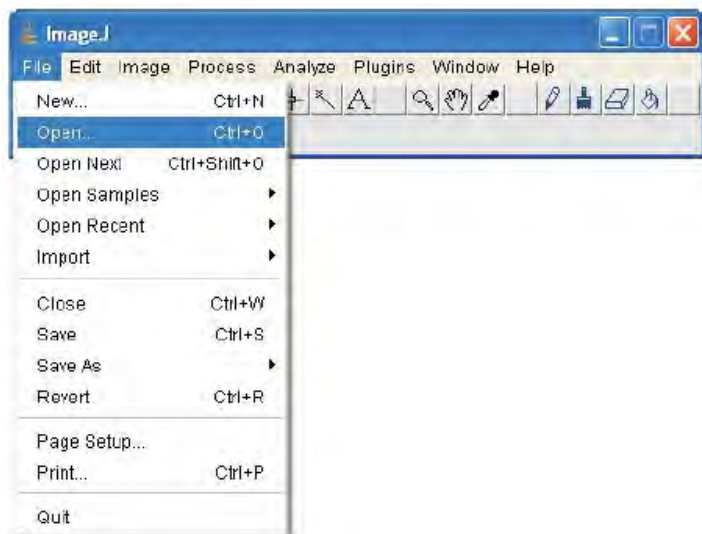 ImageJ
File Edit Image Process Analyze Plugins Window Help
A
New... Ctrl+N
Open... Ctrl+O
Open Next Ctrl+Shift+O
Open Samples
Open Recent
Import
Close Ctrl+W
Save Ctrl+S
Save As
Revert Ctrl+R
Page Setup...
Print... Ctrl+P
Quit